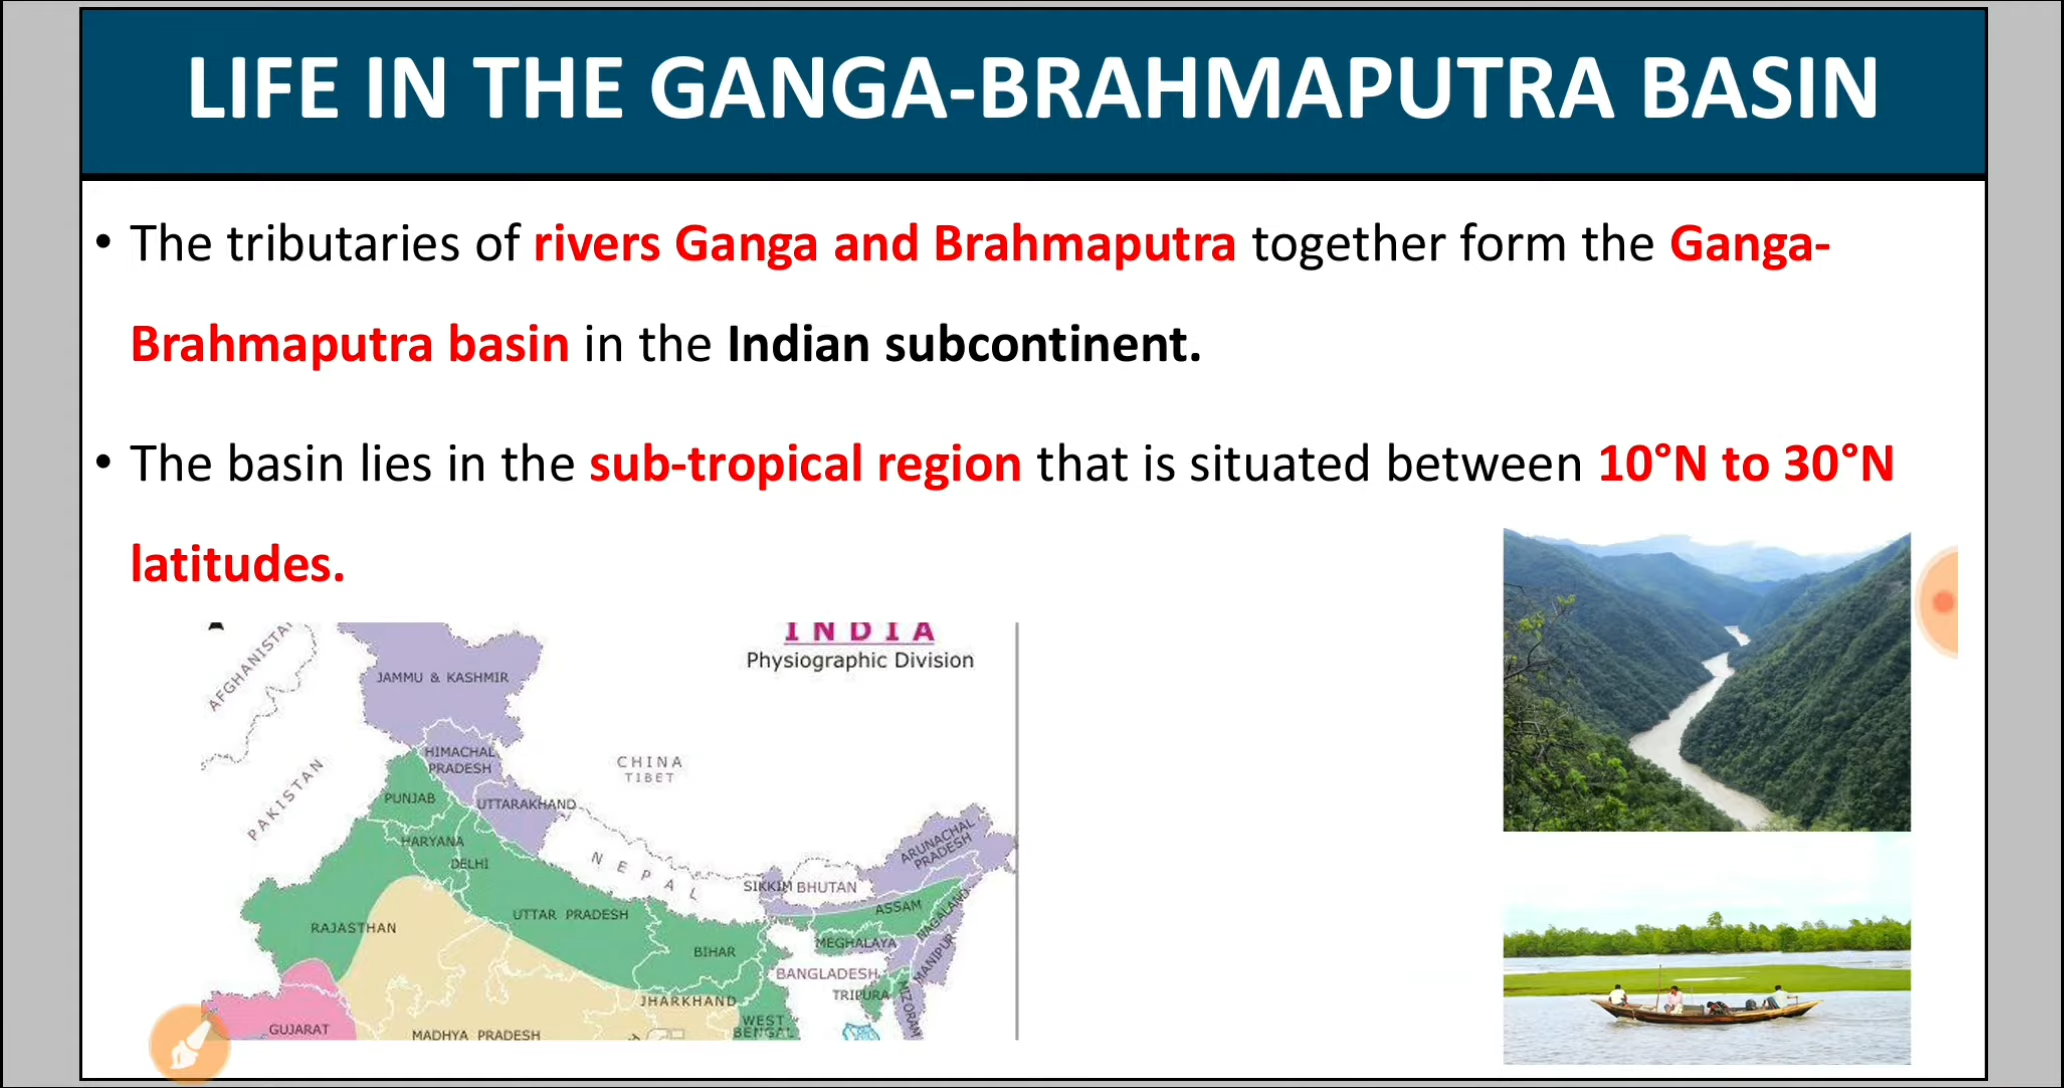 LIFE IN THE GANGA-BRAHMAPUTRA BASIN
• The tributaries of rivers Ganga and Brahmaputra together form the Ganga-
Brahmaputra basin in the Indian subcontinent.
• The basin lies in the sub-tropical region that is situated between 10°N to 30°N
latitudes.
INDIA
Physiographic Division
AFGHANISTA
JAMMU & KASHMIR
HIMACHAL
PRADESH
CHINA
TIBET
PAKISTAN
PUNJAB
UTTARAKHAND
HARYANA
DELHI
NEPAL
ARUNACHAL
PRADESH
SIKKIM
BHUTAN
ASSAM
NAGALAND
RAJASTHAN
UTTAR PRADESH
BIHAR
MEGHALAYA
MANIPUR
BANGLADESH
TRIPURA
MIZORAM
JHARKHAND
WEST
BENGAL
GUJARAT
MADHYA PRADESH